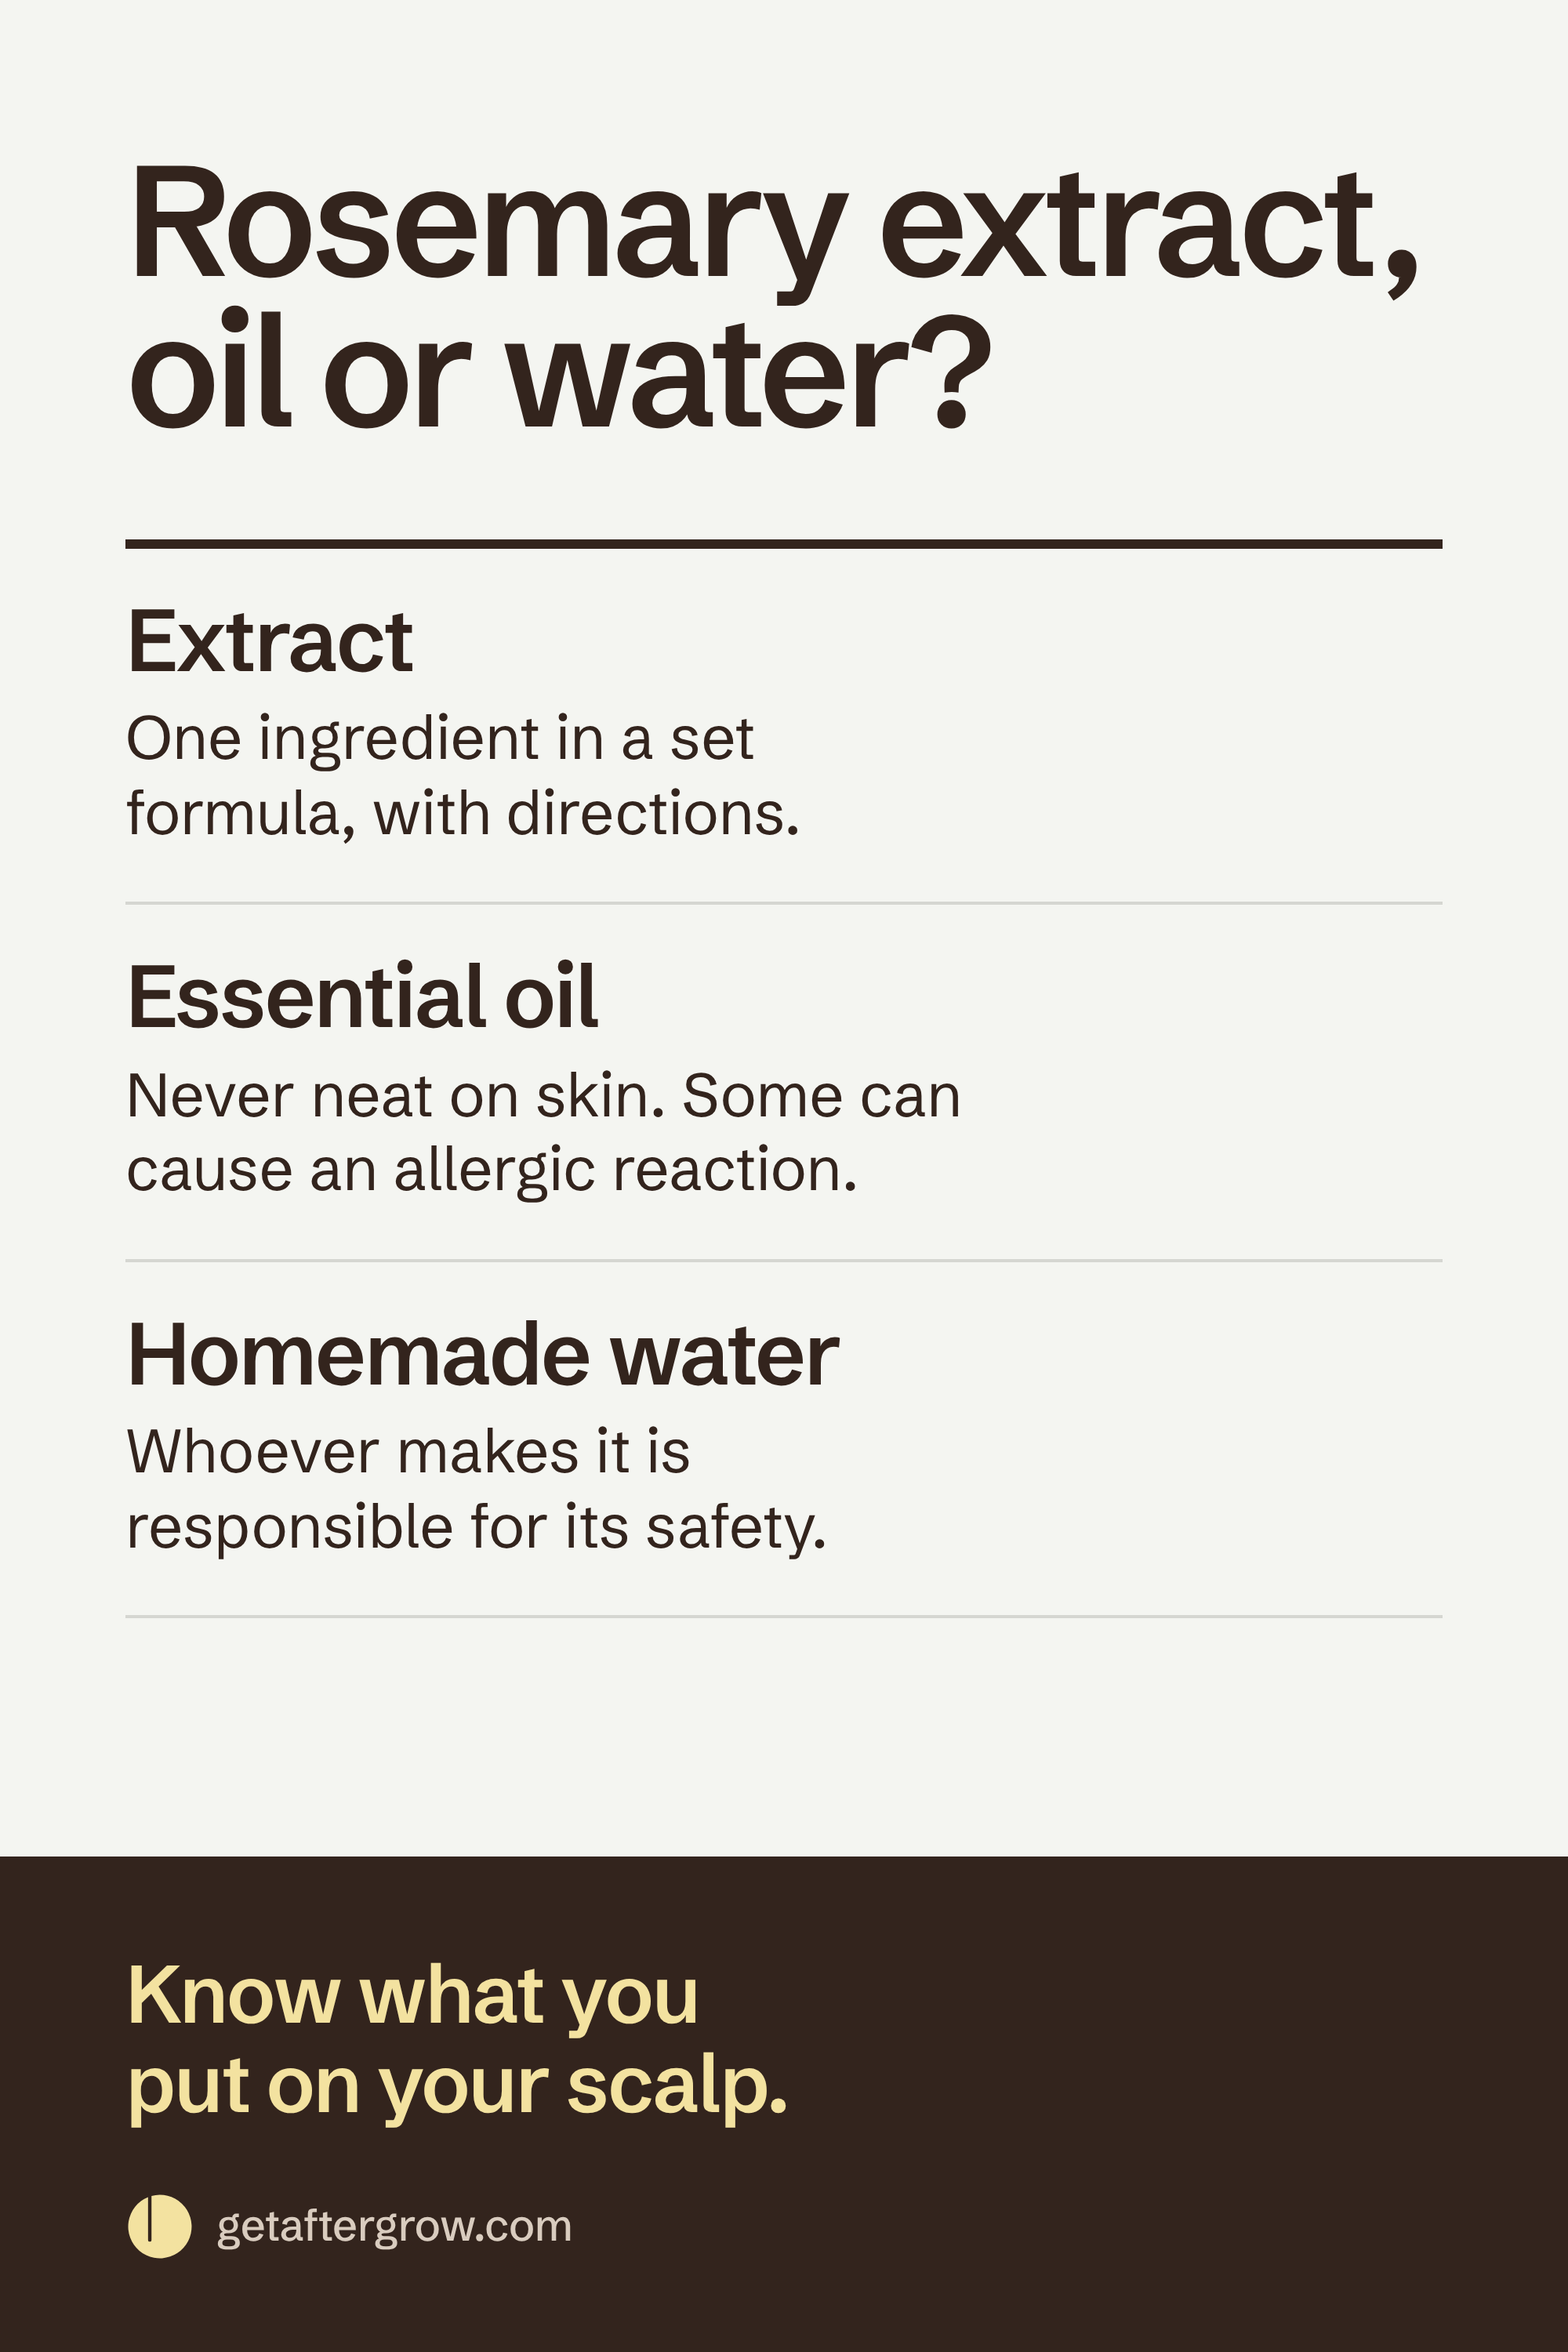 Rosemary extract,
oil or water?
Extract
One ingredient in a set
formula, with directions.
Essential oil
Never neat on skin. Some can
cause an allergic reaction.
Homemade water
Whoever makes it is
responsible for its safety.
Know what you
put on your scalp.
getaftergrow.com